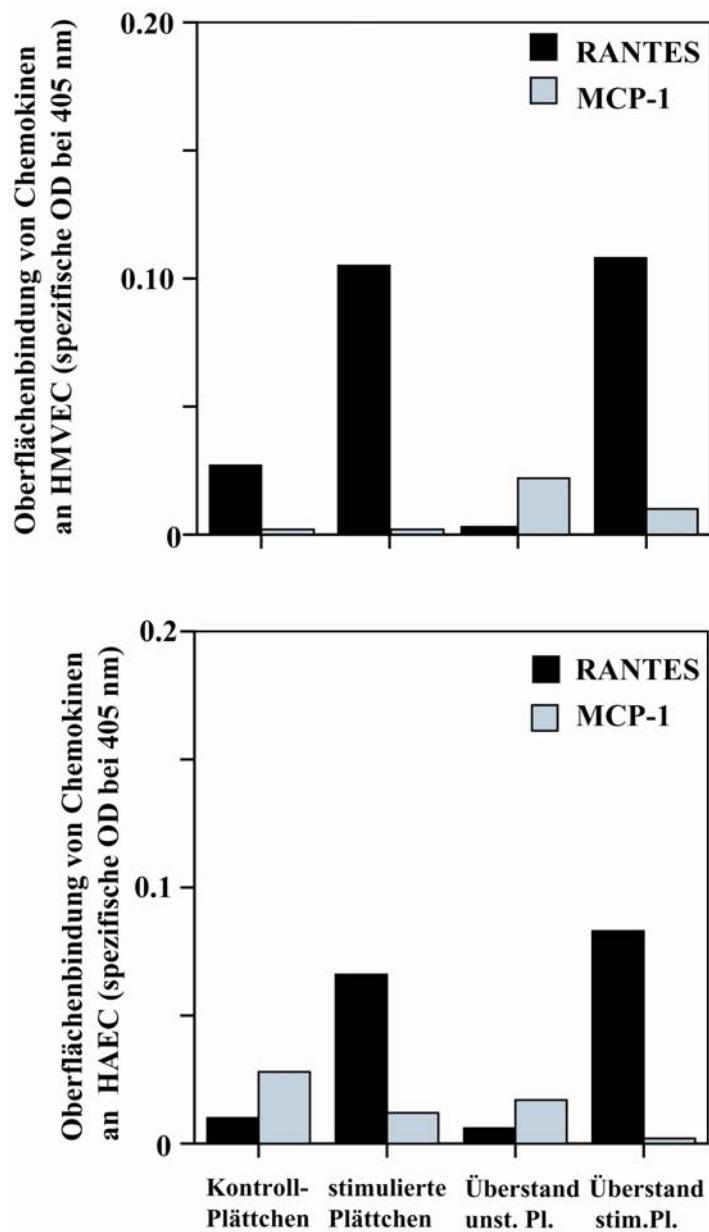 Oberflächenbindung von Chemokinen
an HMVEC (spezifische OD bei 405 nm)
0.20
0.10
0
RANTES
MCP-1
Oberflächenbindung von Chemokinen
an HAEC (spezifische OD bei 405 nm)
0.2
0.1
0
RANTES
MCP-1
Kontroll-
Plättchen
stimulierte
Plättchen
Überstand
unst. Pl.
Überstand
stim.Pl.